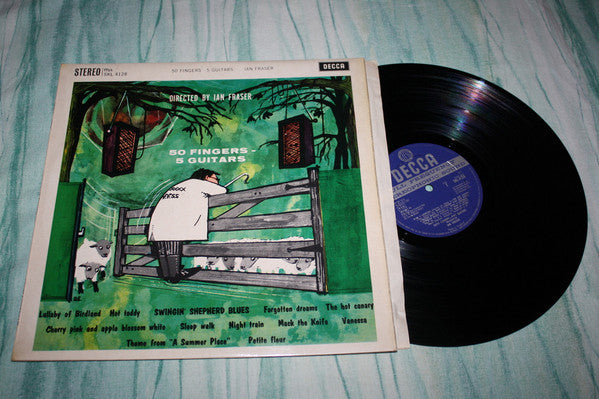 STEREO SKL 4128
50 FINGERS 5 GUITARS IAN FRASER
DECCA
DIRECTED BY IAN FRASER
50 FINGERS -
5 GUITARS
Lullaby of Birdland Hot toddy SWINGIN' SHEPHERD BLUES Forgotten dreams The hot canary
Cherry pink and apple blossom white Sleep walk Night train Mack the Knife Vanessa
Theme from "A Summer Place" Petite fleur
DECCA